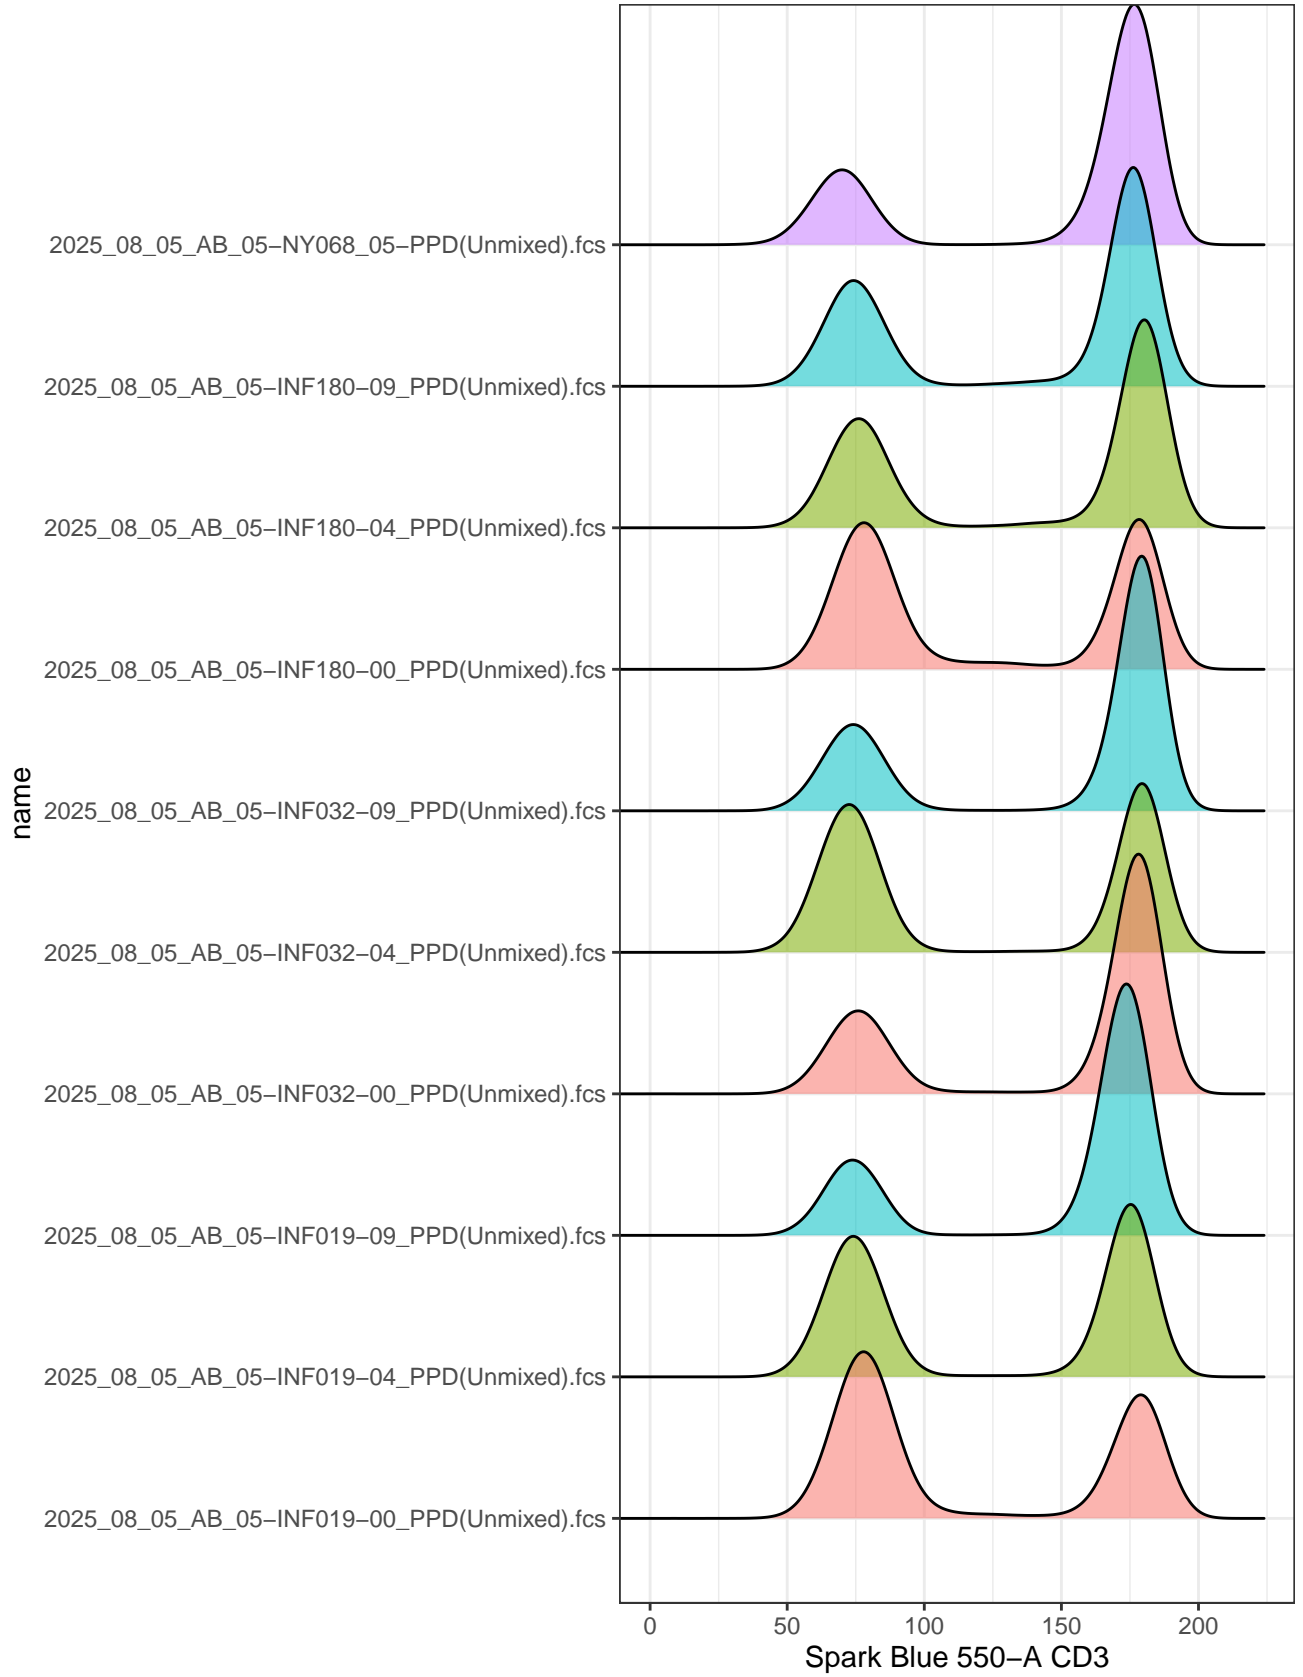 2025_08_05_AB_05−NY068_05−PPD(Unmixed).fcs
2025_08_05_AB_05−INF180−09_PPD(Unmixed).fcs
2025_08_05_AB_05−INF180−04_PPD(Unmixed).fcs
2025_08_05_AB_05−INF180−00_PPD(Unmixed).fcs
name
2025_08_05_AB_05−INF032−09_PPD(Unmixed).fcs
2025_08_05_AB_05−INF032−04_PPD(Unmixed).fcs
2025_08_05_AB_05−INF032−00_PPD(Unmixed).fcs
2025_08_05_AB_05−INF019−09_PPD(Unmixed).fcs
2025_08_05_AB_05−INF019−04_PPD(Unmixed).fcs
2025_08_05_AB_05−INF019−00_PPD(Unmixed).fcs
0 50 100 150 200
Spark Blue 550−A CD3